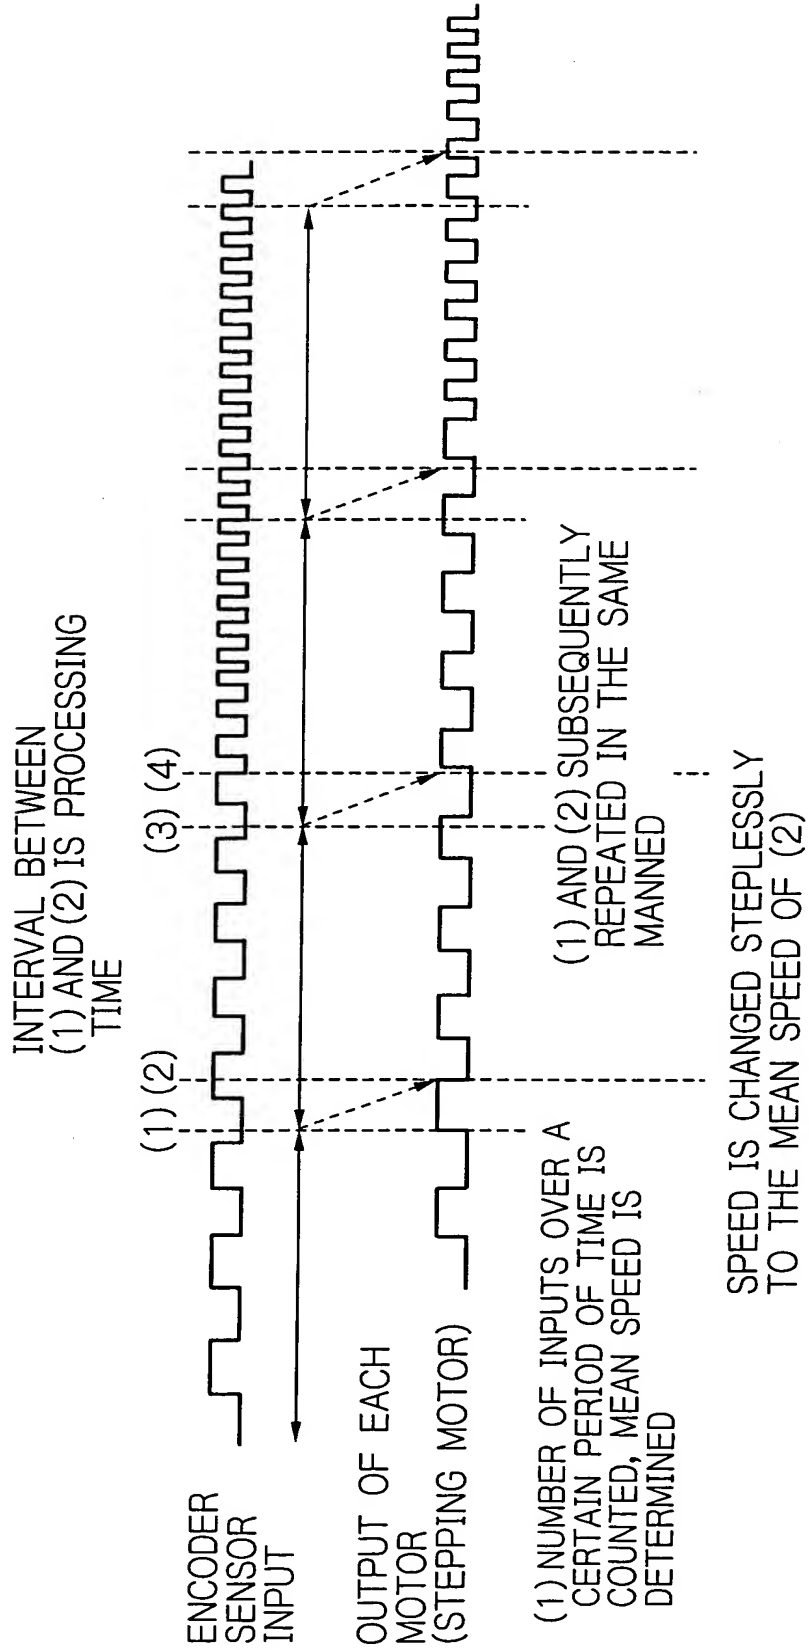 INTERVAL BETWEEN
(1) AND (2) IS PROCESSING
TIME
(1) (2)
(3) (4)
ENCODER
SENSOR
INPUT
OUTPUT OF EACH
MOTOR
(STEPPING MOTOR)
(1) NUMBER OF INPUTS OVER A
CERTAIN PERIOD OF TIME IS
COUNTED, MEAN SPEED IS
DETERMINED
(1) AND (2) SUBSEQUENTLY
REPEATED IN THE SAME
MANNED
SPEED IS CHANGED STEPLESSLY
TO THE MEAN SPEED OF (2)